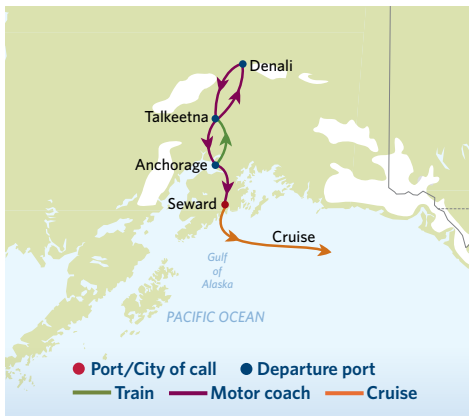 Denali
Talkeetna
Anchorage
Seward
Cruise
Gulf
of
Alaska
PACIFIC OCEAN
Port/City of call Departure port
Train Motor coach Cruise